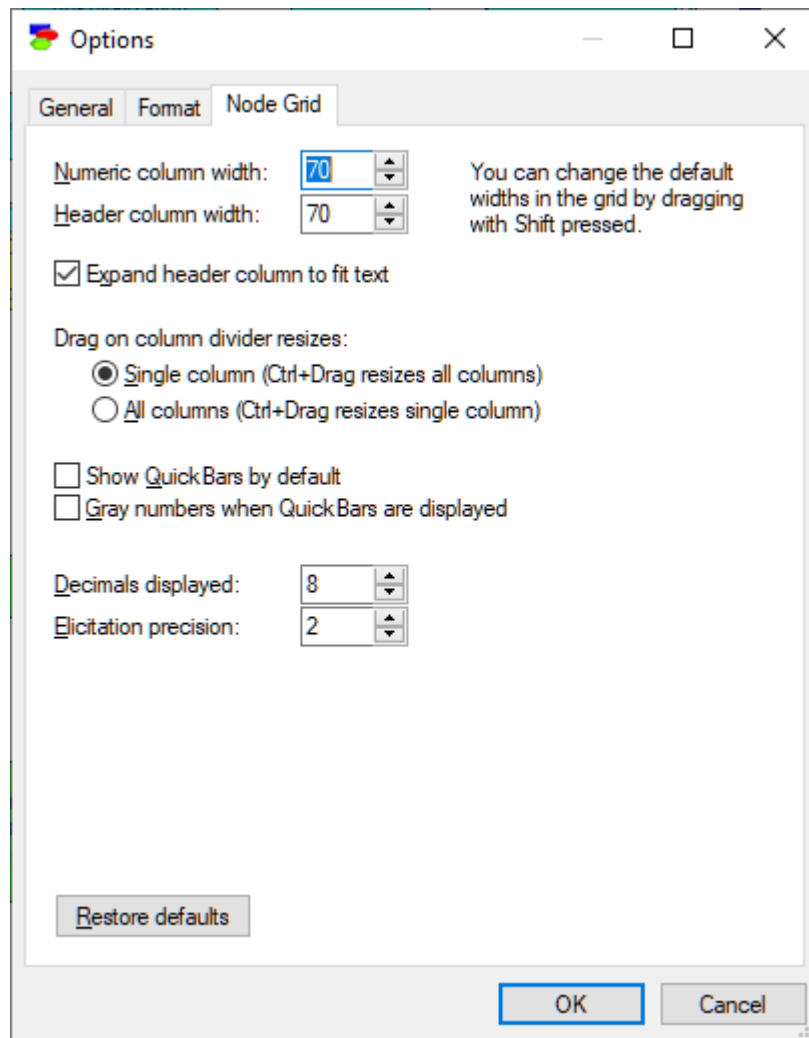 Options
General Format Node Grid
Numeric column width: 70
Header column width: 70
You can change the default
widths in the grid by dragging
with Shift pressed.
Expand header column to fit text
Drag on column divider resizes:
Single column (Ctrl+Drag resizes all columns)
All columns (Ctrl+Drag resizes single column)
Show QuickBars by default
Gray numbers when QuickBars are displayed
Decimals displayed: 8
Elicitation precision: 2
Restore defaults
OK Cancel